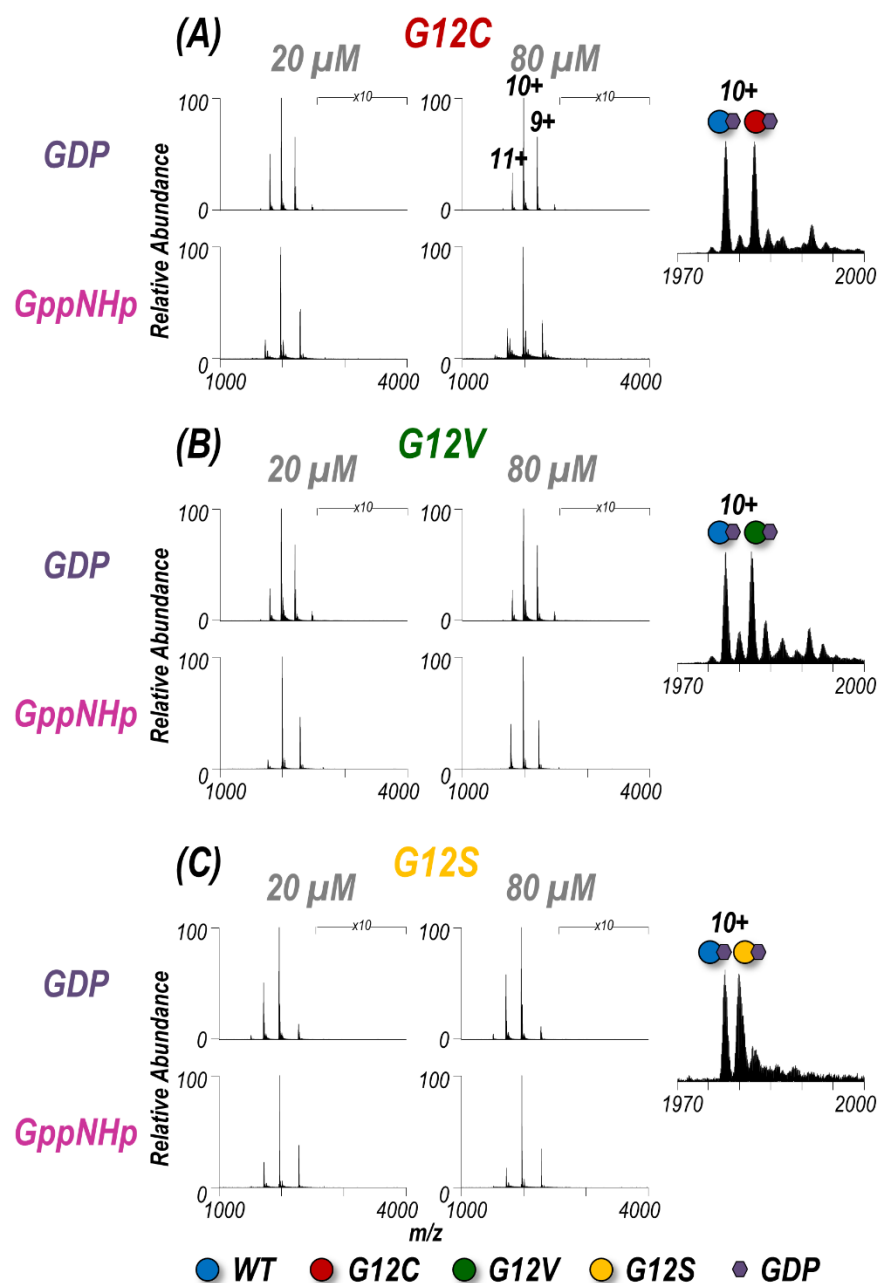 (A) G12C
20 µM 80 µM
GDP
Relative Abundance
100
x10
0
100
x10
10+
9+
11+
0
10+
1970 2000
GppNHp
100
0
1000 4000
100
0
1000 4000
(B) G12V
20 µM 80 µM
GDP
Relative Abundance
100
x10
0
100
x10
0
10+
1970 2000
GppNHp
100
0
1000 4000
100
0
1000 4000
(C) G12S
20 µM 80 µM
GDP
Relative Abundance
100
x10
0
100
x10
0
10+
1970 2000
GppNHp
100
0
1000 4000
100
0
1000 4000
m/z
WT G12C G12V G12S GDP